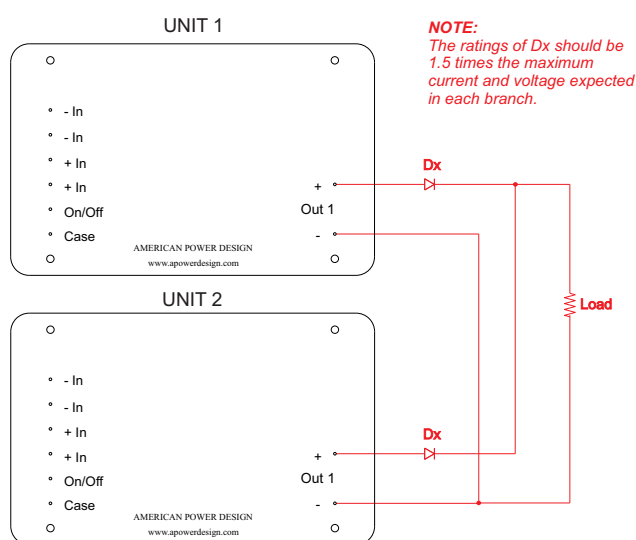 UNIT 1
NOTE:
The ratings of Dx should be
1.5 times the maximum
current and voltage expected
in each branch.
- In
- In
+ In
+ In
On/Off
Case
+
Out 1
-
AMERICAN POWER DESIGN
www.apowerdesign.com
Dx
Load
UNIT 2
- In
- In
+ In
+ In
On/Off
Case
+
Out 1
-
AMERICAN POWER DESIGN
www.apowerdesign.com
Dx